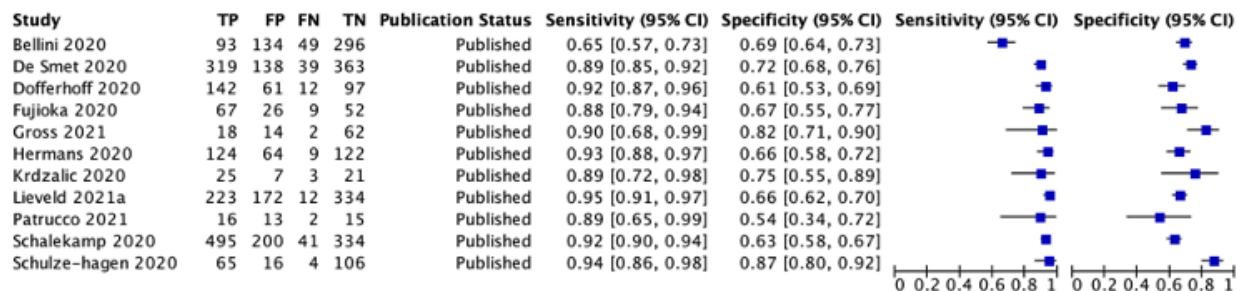 Study TP FP FN TN Publication Status Sensitivity (95% CI) Specificity (95% CI) Sensitivity (95% CI) Specificity (95% CI)
Bellini 2020 93 134 49 296 Published 0.65 [0.57, 0.73] 0.69 [0.64, 0.73]
De Smet 2020 319 138 39 363 Published 0.89 [0.85, 0.92] 0.72 [0.68, 0.76]
Dofferhoff 2020 142 61 12 97 Published 0.92 [0.87, 0.96] 0.61 [0.53, 0.69]
Fujioka 2020 67 26 9 52 Published 0.88 [0.79, 0.94] 0.67 [0.55, 0.77]
Gross 2021 18 14 2 62 Published 0.90 [0.68, 0.99] 0.82 [0.71, 0.90]
Hermans 2020 124 64 9 122 Published 0.93 [0.88, 0.97] 0.66 [0.58, 0.72]
Krdzalic 2020 25 7 3 21 Published 0.89 [0.72, 0.98] 0.75 [0.55, 0.89]
Lieveld 2021a 223 172 12 334 Published 0.95 [0.91, 0.97] 0.66 [0.62, 0.70]
Patrucco 2021 16 13 2 15 Published 0.89 [0.65, 0.99] 0.54 [0.34, 0.72]
Schalekamp 2020 495 200 41 334 Published 0.92 [0.90, 0.94] 0.63 [0.58, 0.67]
Schulze-hagen 2020 65 16 4 106 Published 0.94 [0.86, 0.98] 0.87 [0.80, 0.92]
0 0.2 0.4 0.6 0.8 1 0 0.2 0.4 0.6 0.8 1